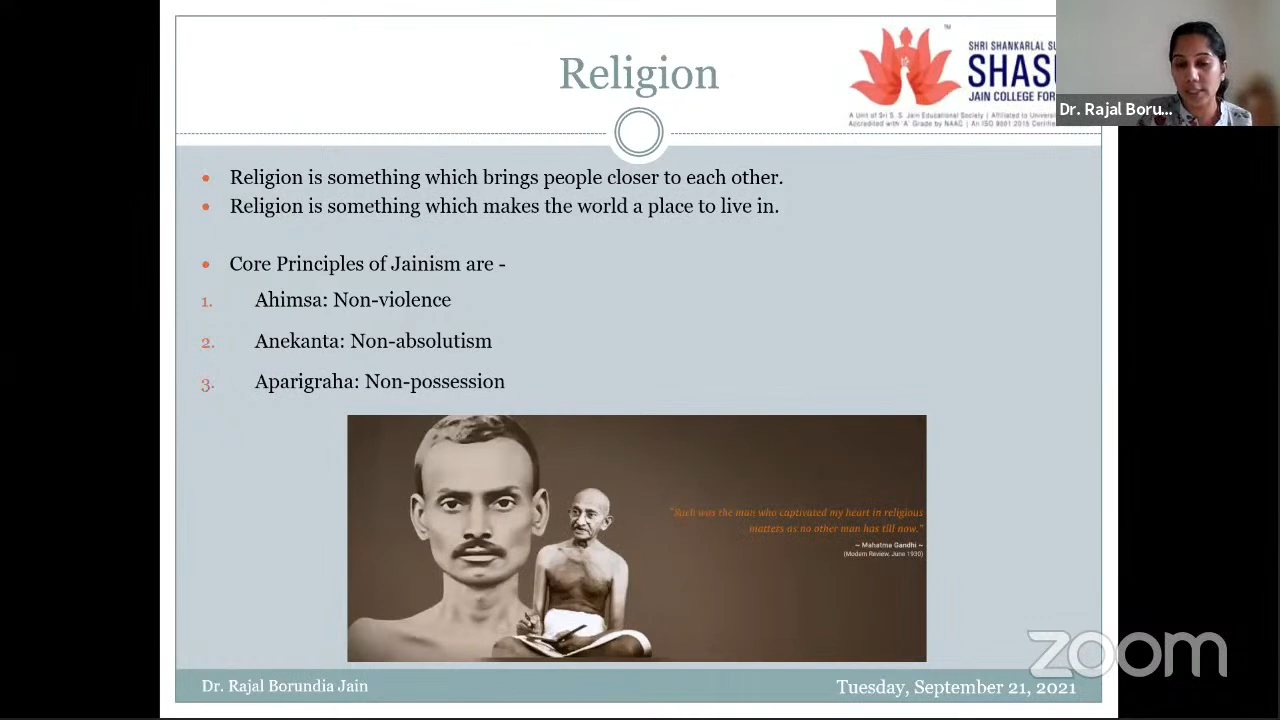 Religion
TM
SHRI SHANKARLAL SU
SHASU
JAIN COLLEGE FOR
A Unit of Sri S. S. Jain Educational Society | Affiliated to Univers
Accredited with 'A' Grade by NAAC | An ISO 9001:2015 Certifie
Dr. Rajal Boru...
Religion is something which brings people closer to each other.
Religion is something which makes the world a place to live in.
Core Principles of Jainism are -
1. Ahimsa: Non-violence
2. Anekanta: Non-absolutism
3. Aparigraha: Non-possession
"Such was the man who captivated my heart in religious
matters as no other man has till now."
~ Mahatma Gandhi ~
(Modern Review, June 1930)
zoom
Dr. Rajal Borundia Jain
Tuesday, September 21, 2021